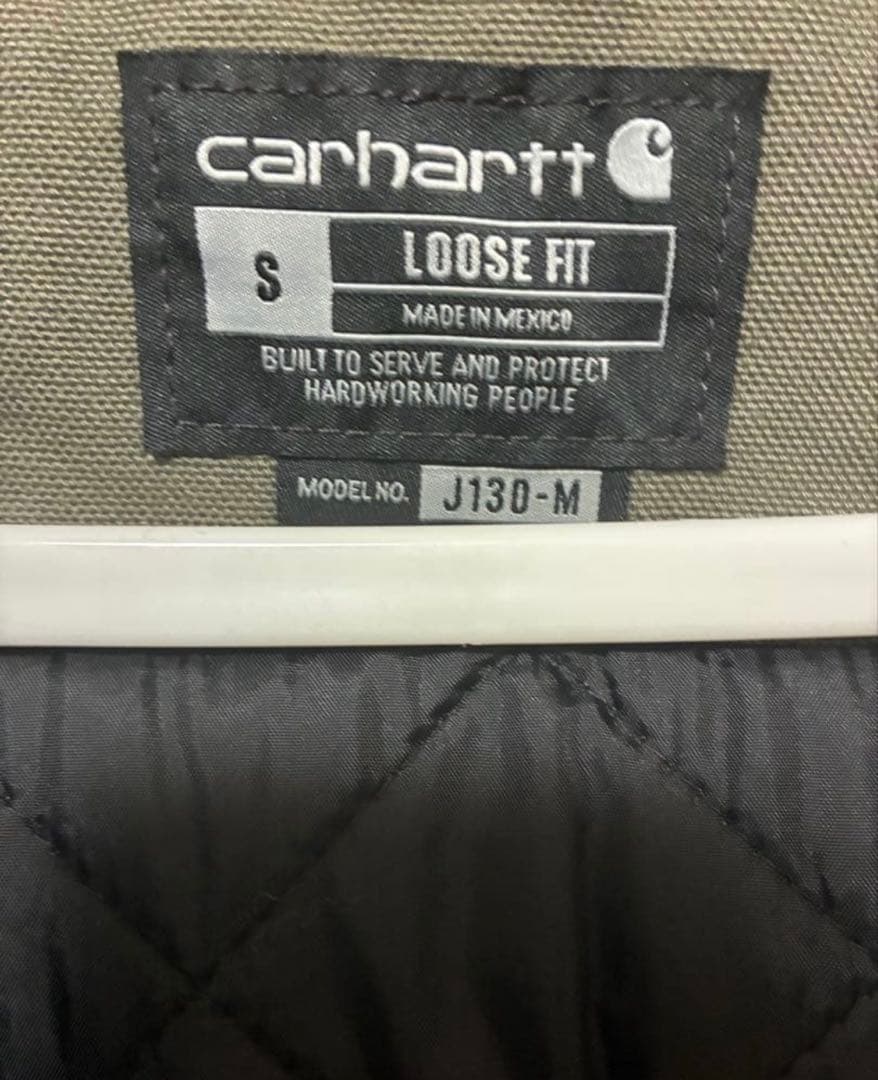 carhartt
S
LOOSE FIT
MADE IN MEXICO
BUILT TO SERVE AND PROTECT
HARDWORKING PEOPLE
MODEL NO. J130-M